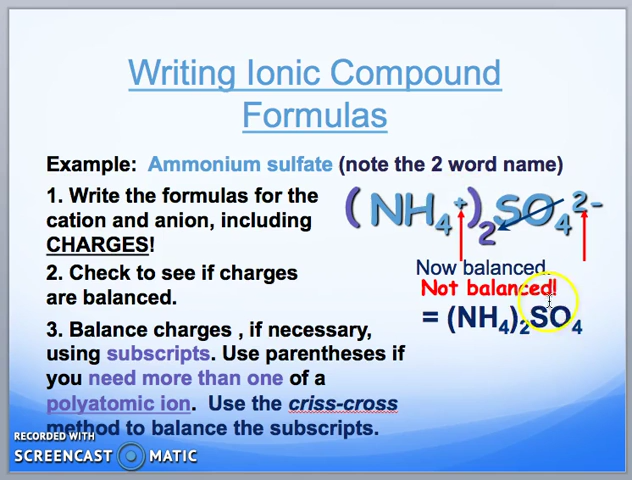 Writing Ionic Compound
Formulas
Example: Ammonium sulfate (note the 2 word name)
1. Write the formulas for the
cation and anion, including
CHARGES!
(NH₄⁺)₂SO₄²⁻
2. Check to see if charges
are balanced.
Now balanced.
Not balanced!
= (NH₄)₂SO₄
3. Balance charges , if necessary,
using subscripts. Use parentheses if
you need more than one of a
polyatomic ion. Use the criss-cross
method to balance the subscripts.
RECORDED WITH
SCREENCAST MATIC